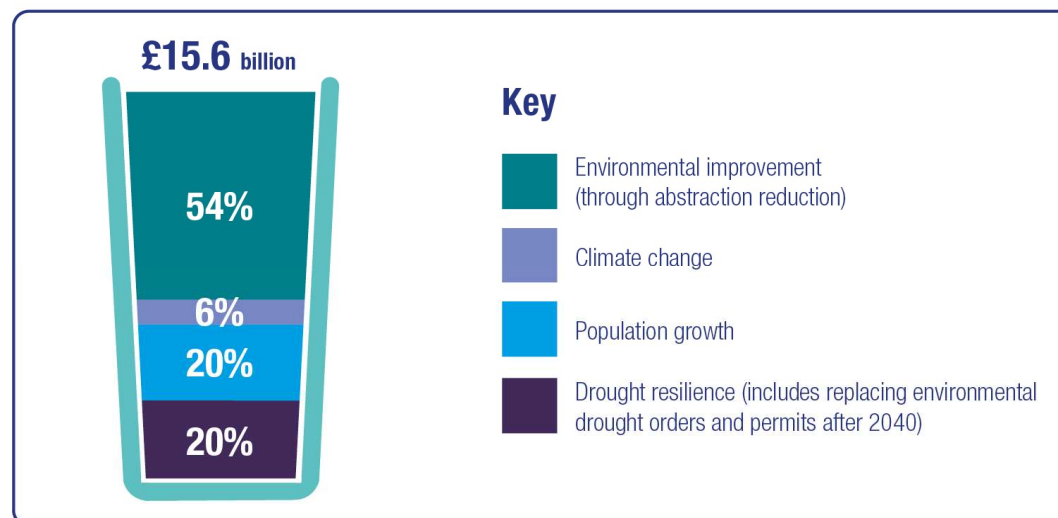 £15.6 billion
54%
6%
20%
20%
Key
Environmental improvement
(through abstraction reduction)
Climate change
Population growth
Drought resilience (includes replacing environmental
drought orders and permits after 2040)